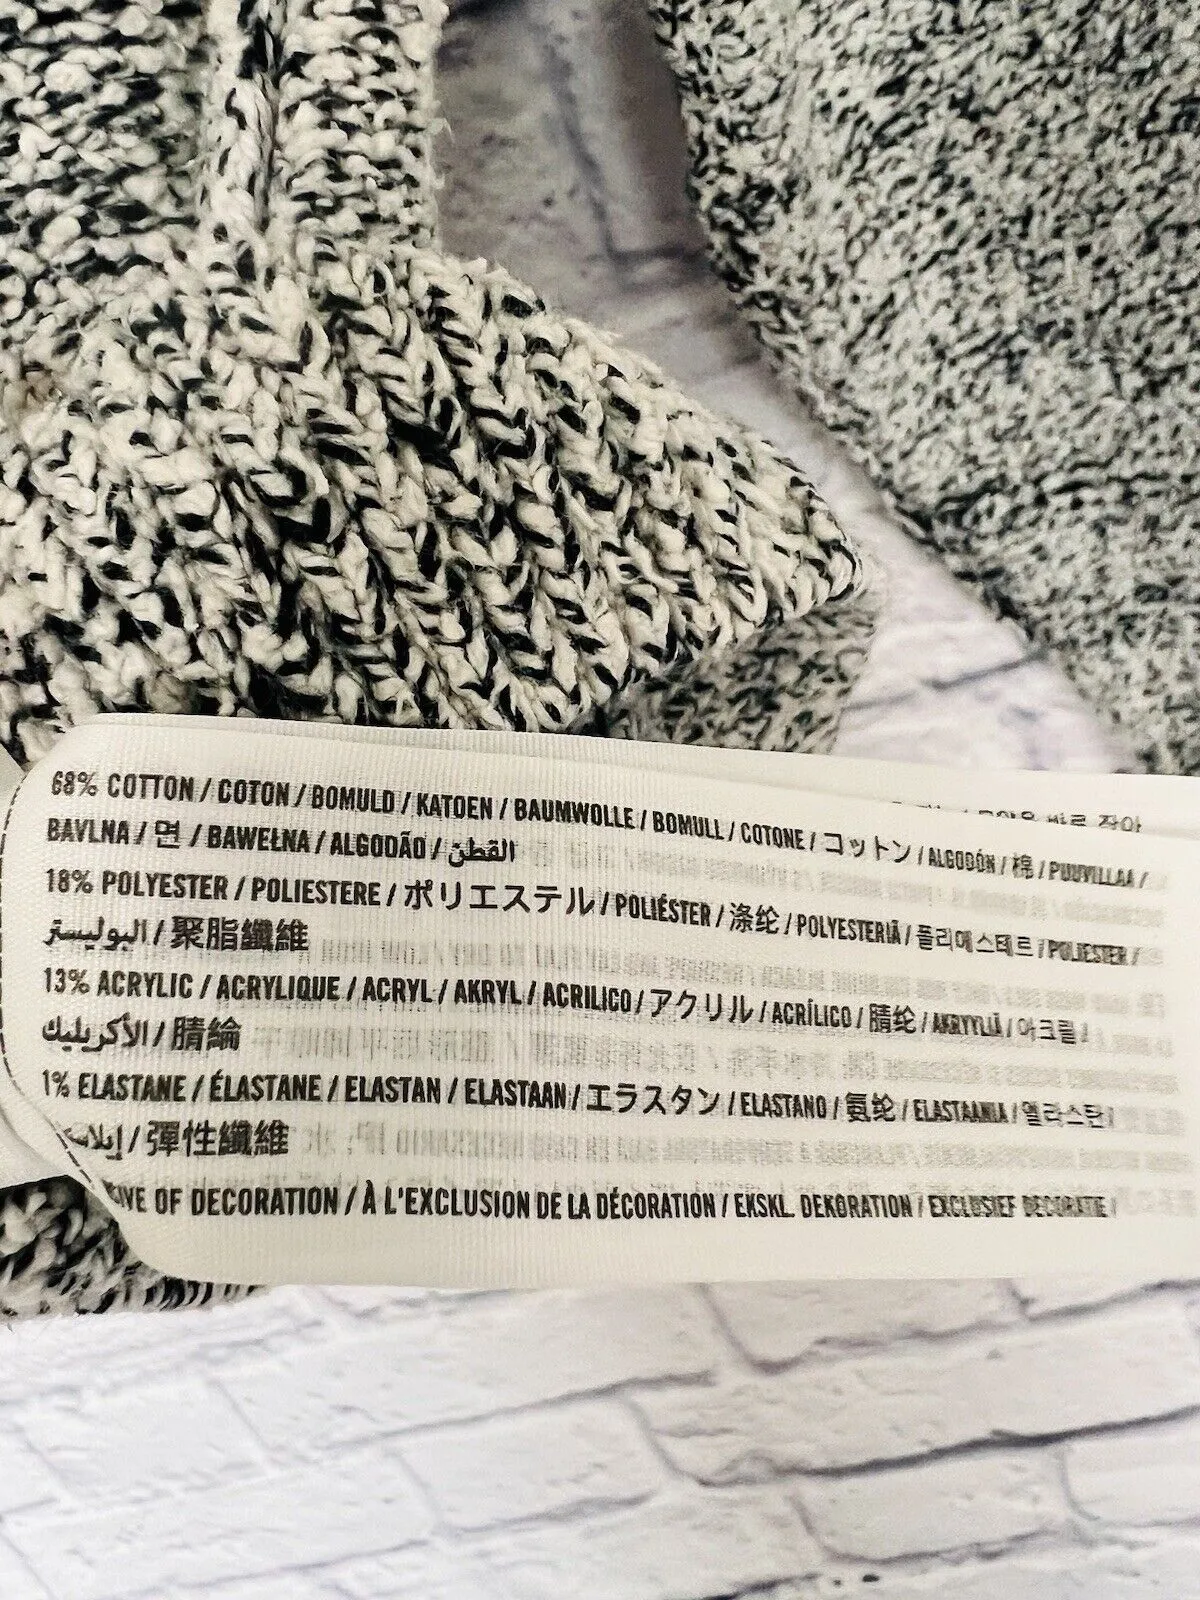 68% COTTON / COTON / BOMULD / KATOEN / BAUMWOLLE / BOMULL / COTONE / コットン / ALGODÓN / 棉 / PUUVILLAA /
BAVLNA / 면 / BAWEŁNA / ALGODÃO / القطن
18% POLYESTER / POLIESTERE / ポリエステル / POLIÉSTER / 涤纶 / POLYESTERIÄ / 폴리에스테르 / POLIESTER /
البوليستر / 聚脂纖維
13% ACRYLIC / ACRYLIQUE / ACRYL / AKRYL / ACRILICO / アクリル / ACRÍLICO / 腈纶 / AKRYYLIÄ / 아크릴 /
الأكريليك / 腈綸
1% ELASTANE / ÉLASTANE / ELASTAN / ELASTAAN / エラスタン / ELASTANO / 氨纶 / ELASTAANIA / 엘라스탄 /
/ 彈性纖維
OF DECORATION / À L'EXCLUSION DE LA DÉCORATION / EKSKL. DEKORATION / EXCLUSIEF DECORATIE /